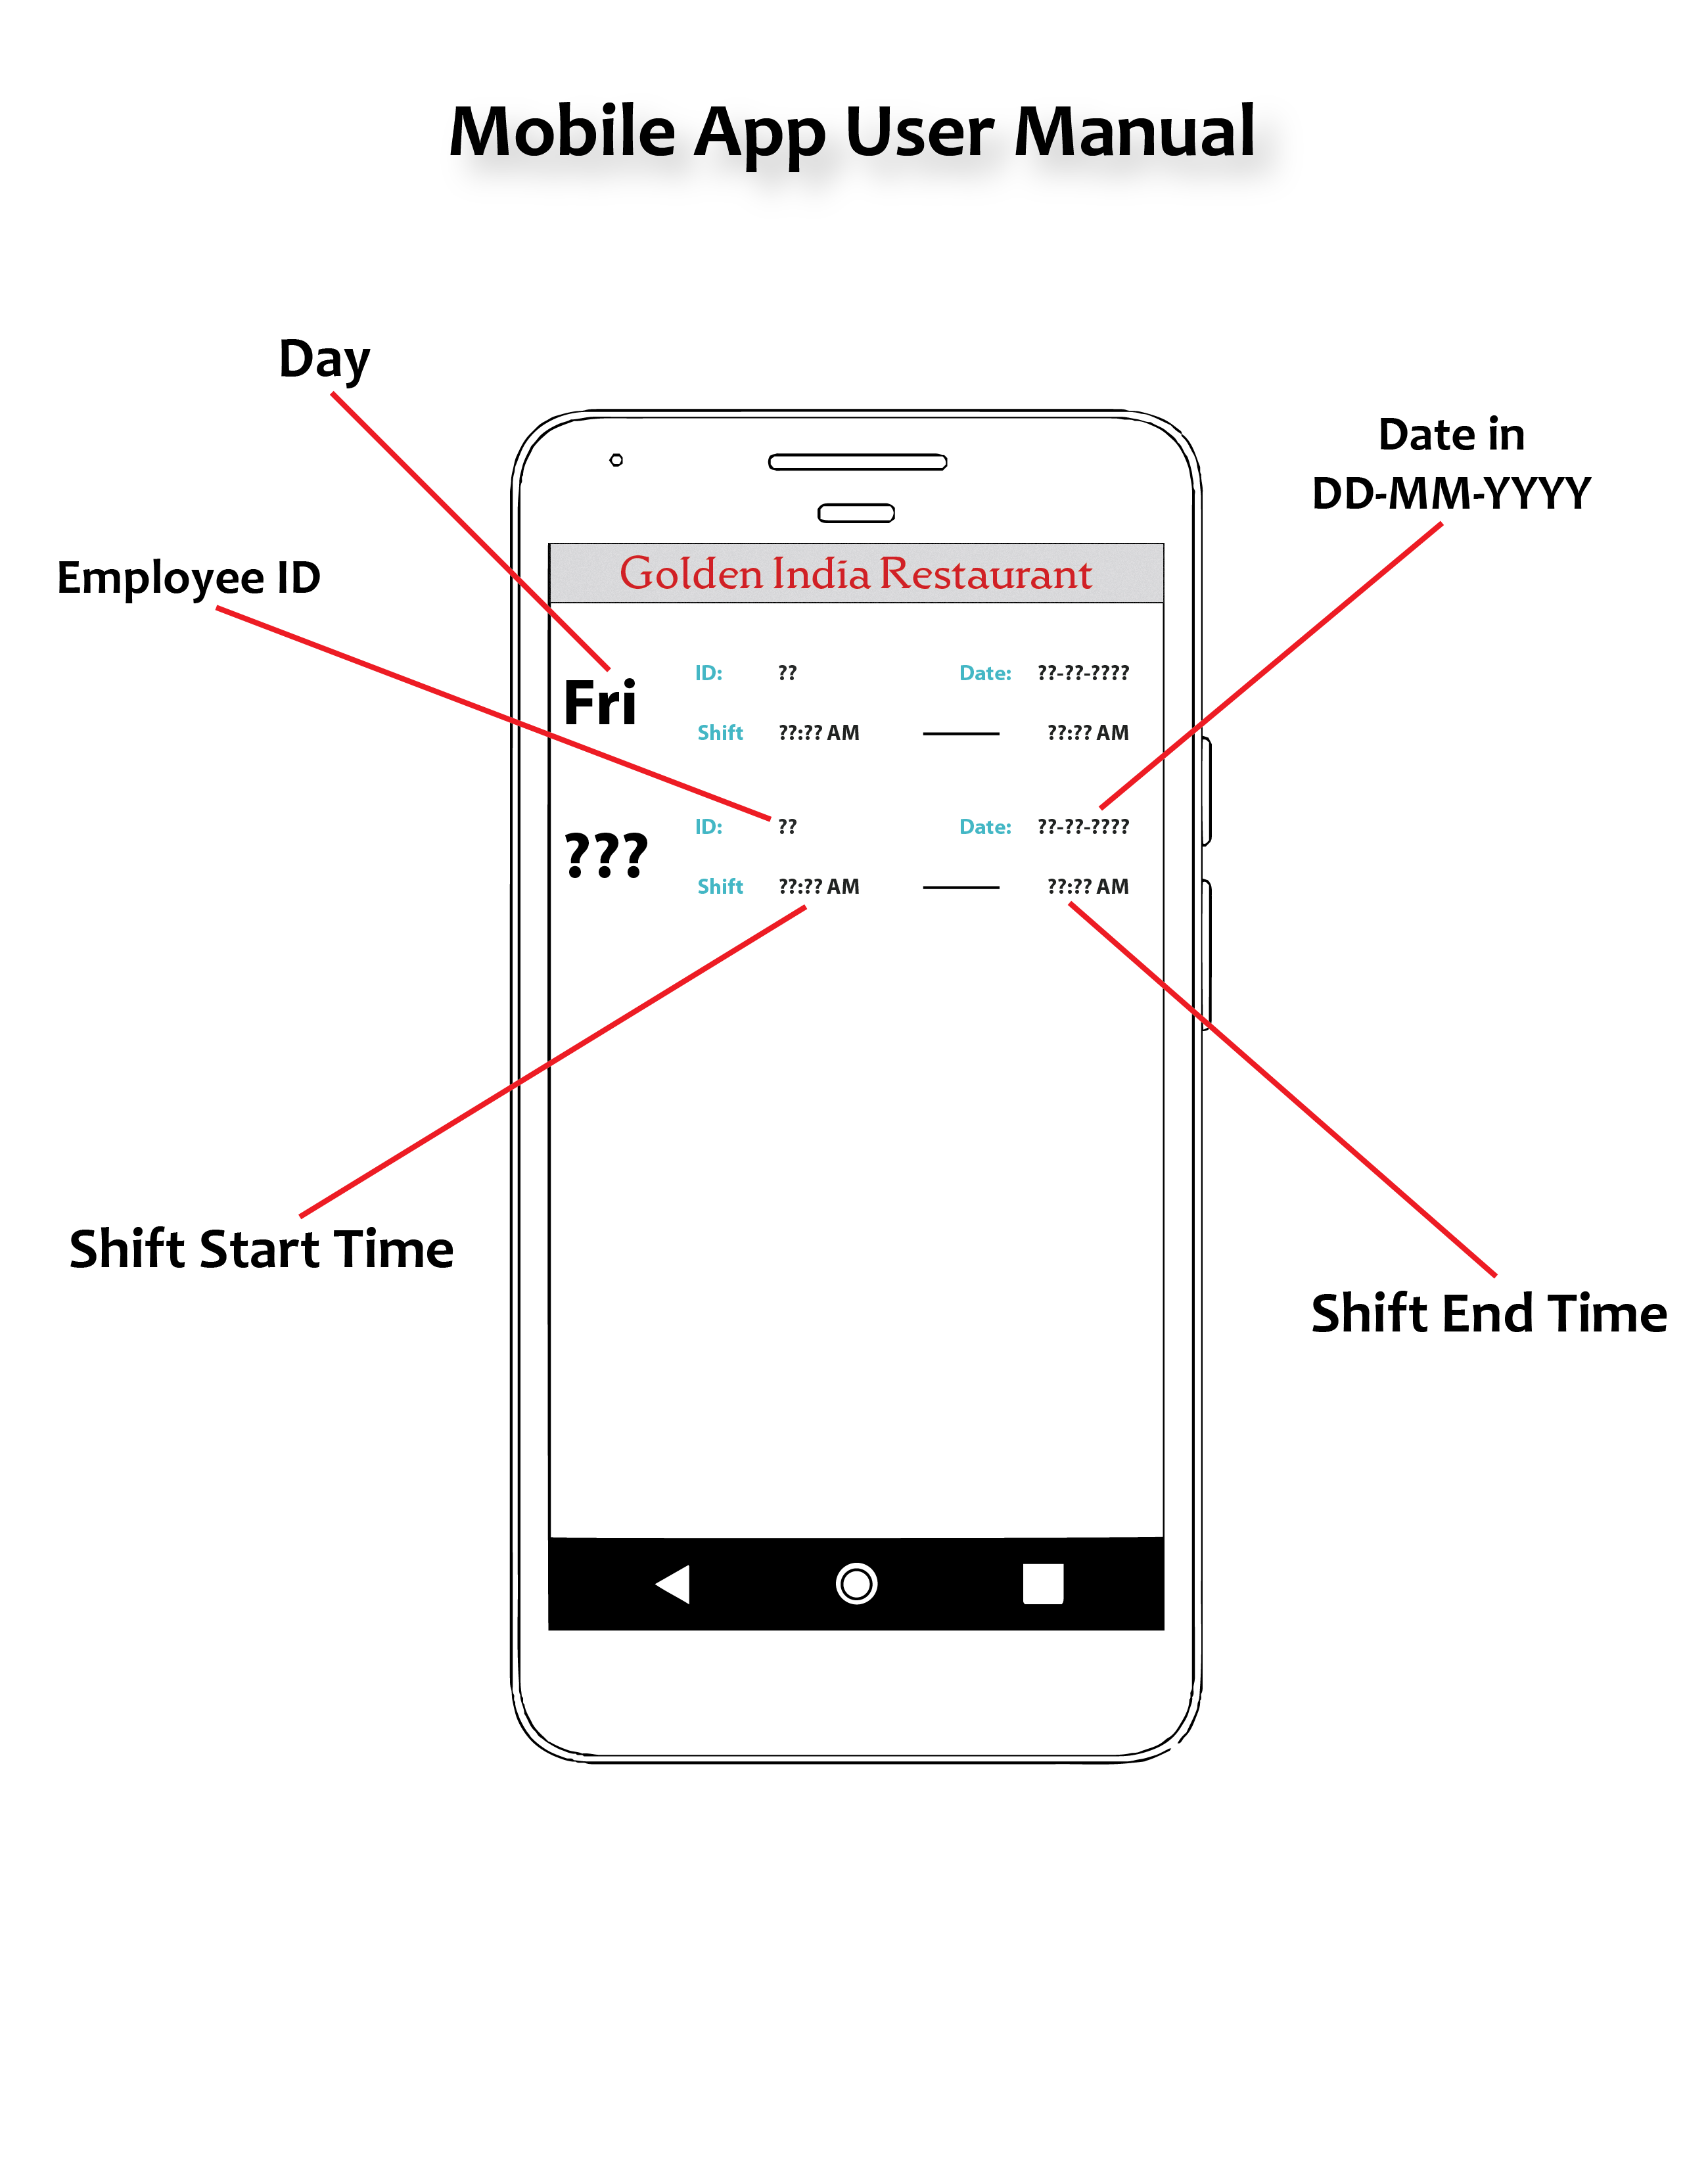 Mobile App User Manual
Day
Date in
DD-MM-YYYY
Employee ID
Golden India Restaurant
Fri
ID: ?? Date: ??-??-????
Shift ??:?? AM ——— ??:?? AM
???
ID: ?? Date: ??-??-????
Shift ??:?? AM ——— ??:?? AM
Shift Start Time
Shift End Time